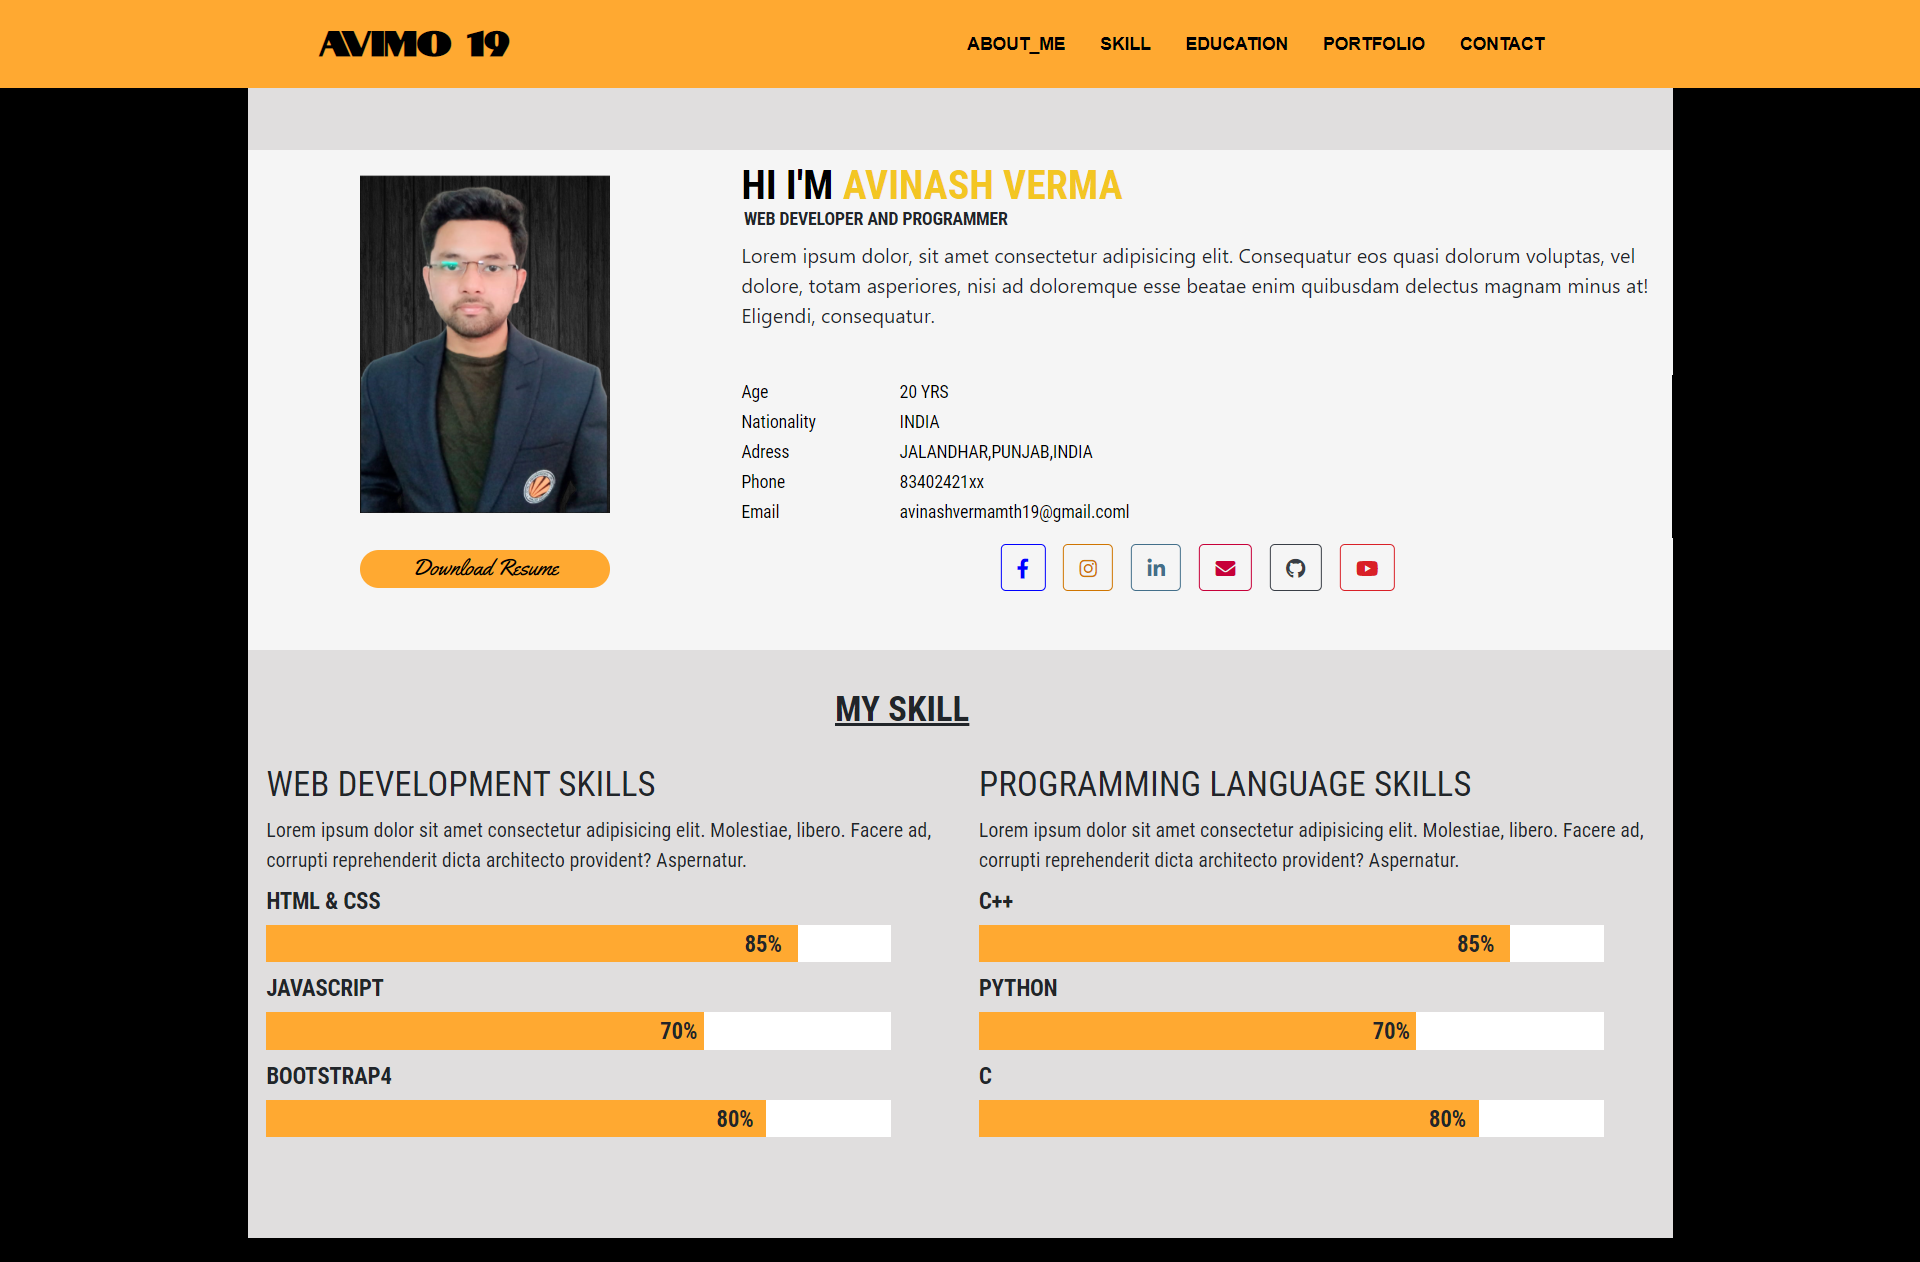 AVIMO 19
ABOUT_ME SKILL EDUCATION PORTFOLIO CONTACT
HI I'M AVINASH VERMA
WEB DEVELOPER AND PROGRAMMER
Lorem ipsum dolor, sit amet consectetur adipisicing elit. Consequatur eos quasi dolorum voluptas, vel
dolore, totam asperiores, nisi ad doloremque esse beatae enim quibusdam delectus magnam minus at!
Eligendi, consequatur.
Age 20 YRS
Nationality INDIA
Adress JALANDHAR,PUNJAB,INDIA
Phone 83402421xx
Email avinashvermamth19@gmail.coml
Download Resume
MY SKILL
WEB DEVELOPMENT SKILLS
Lorem ipsum dolor sit amet consectetur adipisicing elit. Molestiae, libero. Facere ad,
corrupti reprehenderit dicta architecto provident? Aspernatur.
HTML & CSS
85%
JAVASCRIPT
70%
BOOTSTRAP4
80%
PROGRAMMING LANGUAGE SKILLS
Lorem ipsum dolor sit amet consectetur adipisicing elit. Molestiae, libero. Facere ad,
corrupti reprehenderit dicta architecto provident? Aspernatur.
C++
85%
PYTHON
70%
C
80%